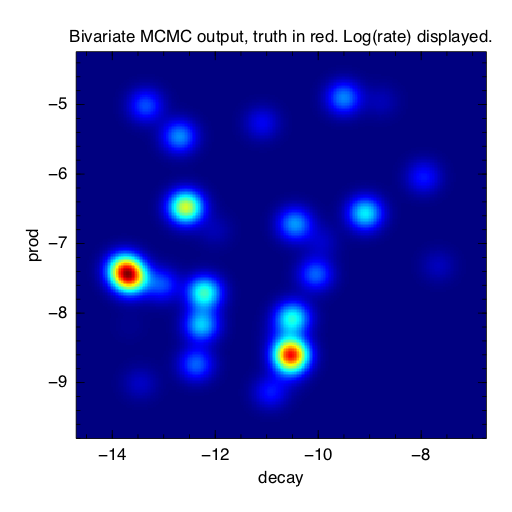 Bivariate MCMC output, truth in red. Log(rate) displayed.
−5
−6
−7
−8
−9
prod
−14 −12 −10 −8
decay